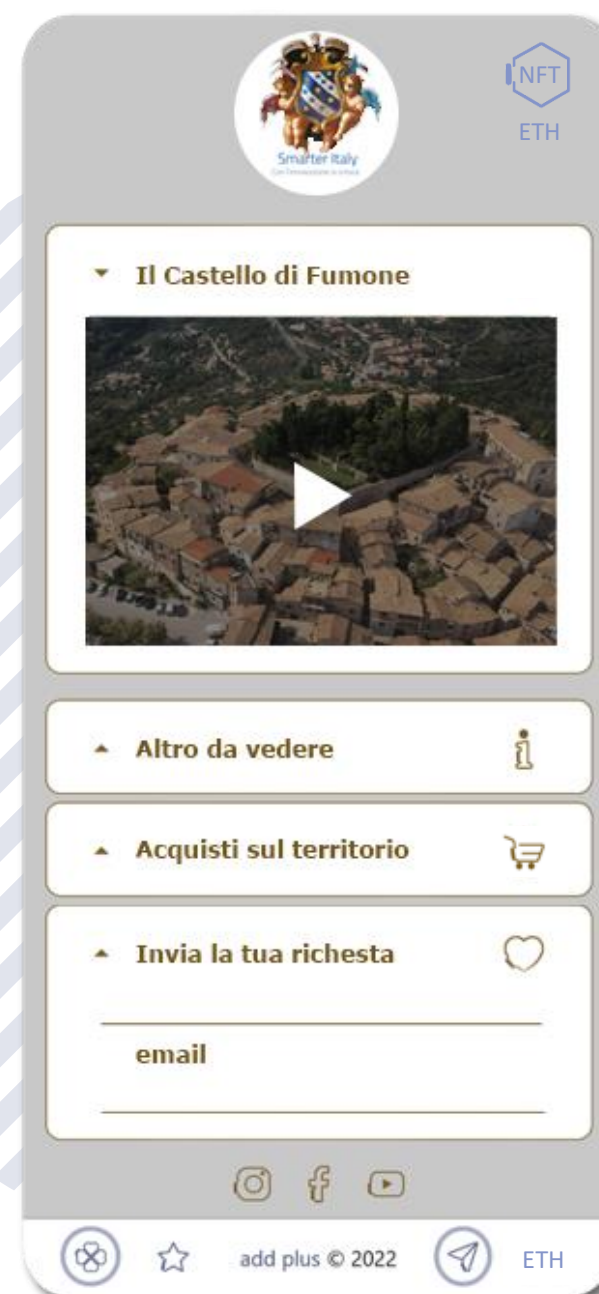 NFT
ETH
Smarter Italy
Il Castello di Fumone
Altro da vedere
Acquisti sul territorio
Invia la tua richesta
email
add plus © 2022
ETH